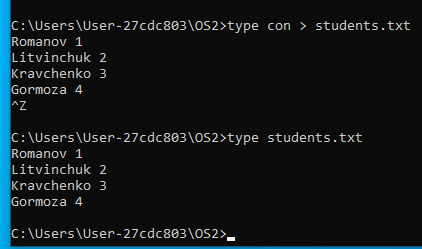 C:\Users\User-27cdc803\OS2>type con > students.txt
Romanov 1
Litvinchuk 2
Kravchenko 3
Gormoza 4
^Z
C:\Users\User-27cdc803\OS2>type students.txt
Romanov 1
Litvinchuk 2
Kravchenko 3
Gormoza 4
C:\Users\User-27cdc803\OS2>